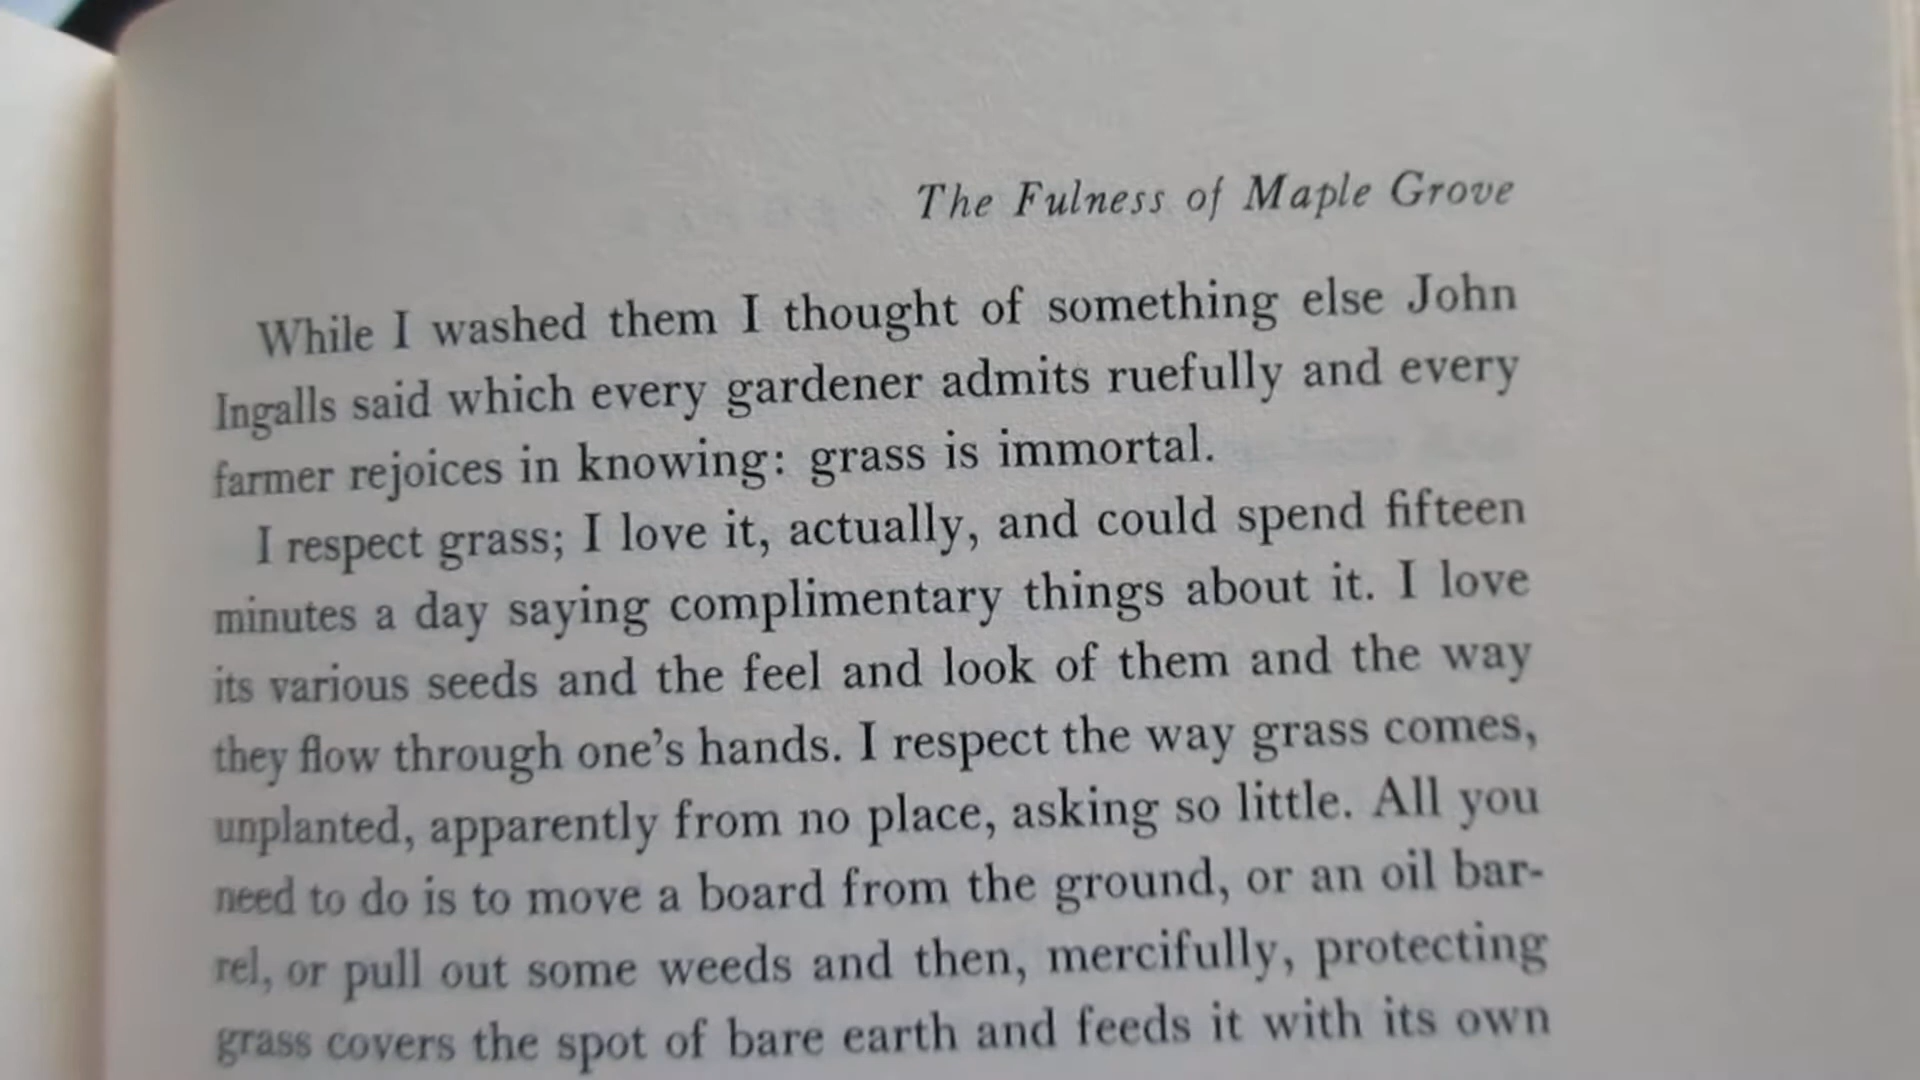 The Fulness of Maple Grove
While I washed them I thought of something else John
Ingalls said which every gardener admits ruefully and every
farmer rejoices in knowing: grass is immortal.
I respect grass; I love it, actually, and could spend fifteen
minutes a day saying complimentary things about it. I love
its various seeds and the feel and look of them and the way
they flow through one's hands. I respect the way grass comes,
unplanted, apparently from no place, asking so little. All you
need to do is to move a board from the ground, or an oil bar-
rel, or pull out some weeds and then, mercifully, protecting
grass covers the spot of bare earth and feeds it with its own